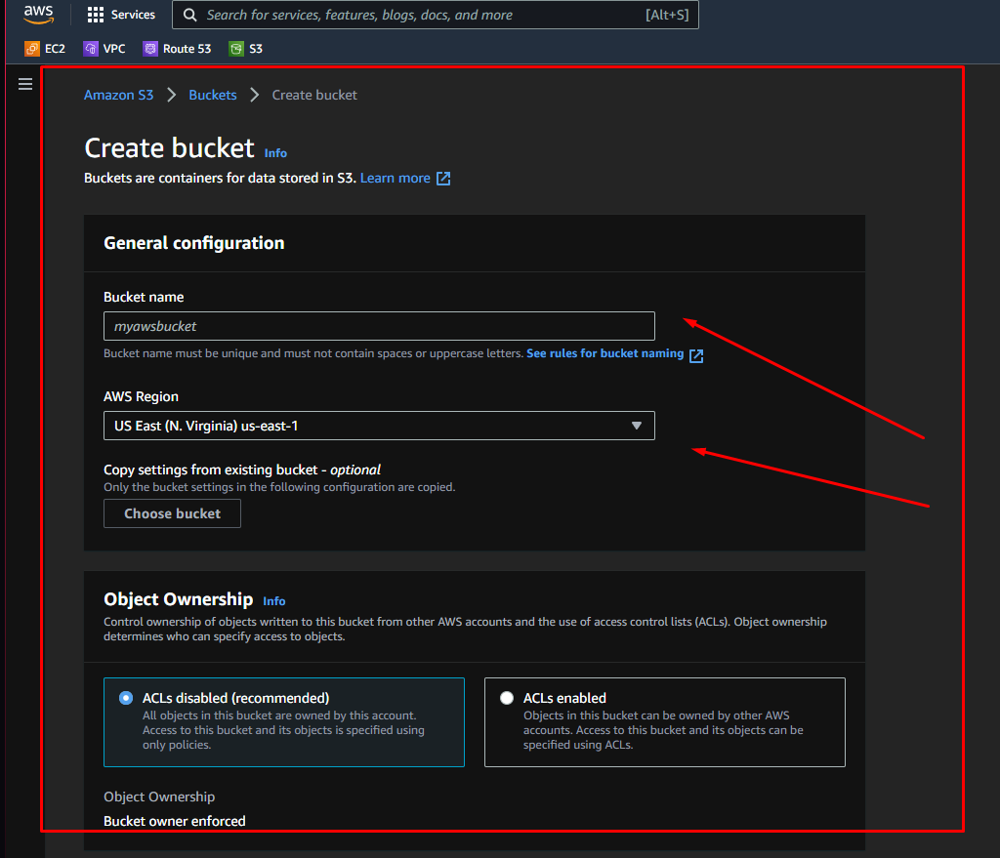 aws Services Search for services, features, blogs, docs, and more [Alt+S]
EC2 VPC Route 53 S3
Amazon S3 Buckets Create bucket
Create bucket Info
Buckets are containers for data stored in S3. Learn more
General configuration
Bucket name
myawsbucket
Bucket name must be unique and must not contain spaces or uppercase letters. See rules for bucket naming
AWS Region
US East (N. Virginia) us-east-1
Copy settings from existing bucket - optional
Only the bucket settings in the following configuration are copied.
Choose bucket
Object Ownership Info
Control ownership of objects written to this bucket from other AWS accounts and the use of access control lists (ACLs). Object ownership
determines who can specify access to objects.
ACLs disabled (recommended)
All objects in this bucket are owned by this account.
Access to this bucket and its objects is specified using
only policies.
ACLs enabled
Objects in this bucket can be owned by other AWS
accounts. Access to this bucket and its objects can be
specified using ACLs.
Object Ownership
Bucket owner enforced